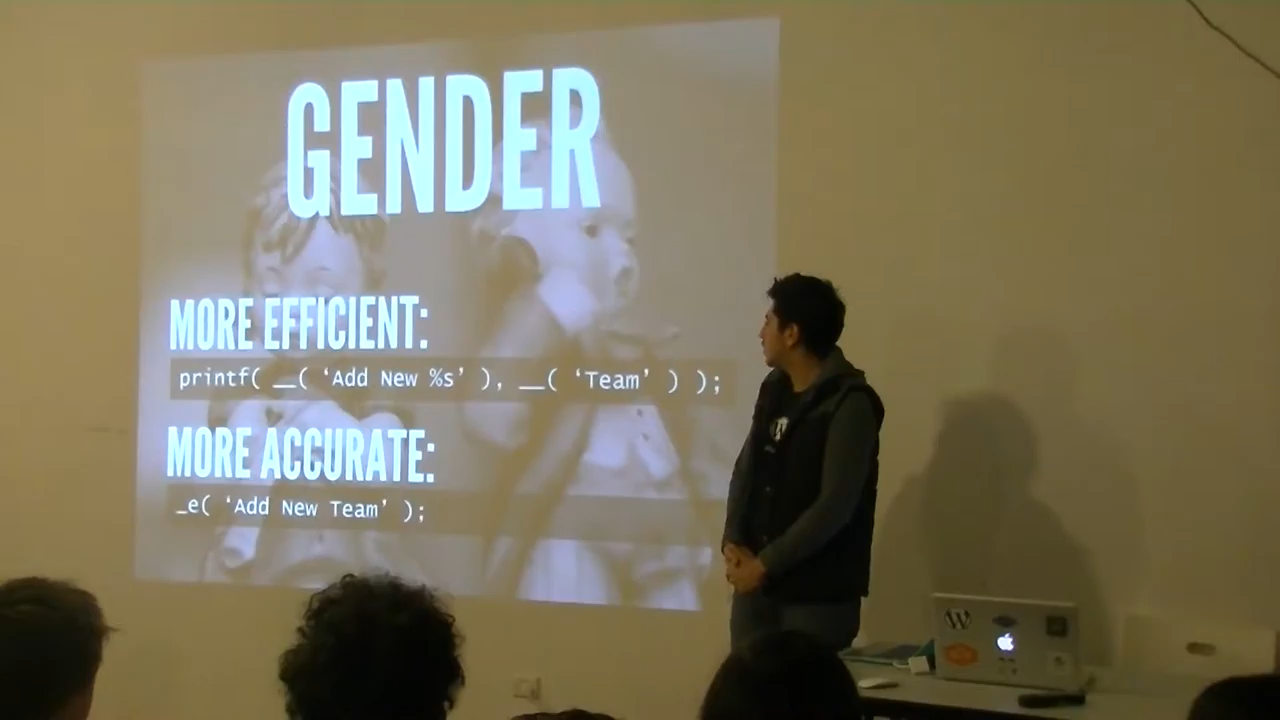 GENDER
MORE EFFICIENT:
printf( __( ‘Add New %s’ ), __( ‘Team’ ) );
MORE ACCURATE:
_e( ‘Add New Team’ );